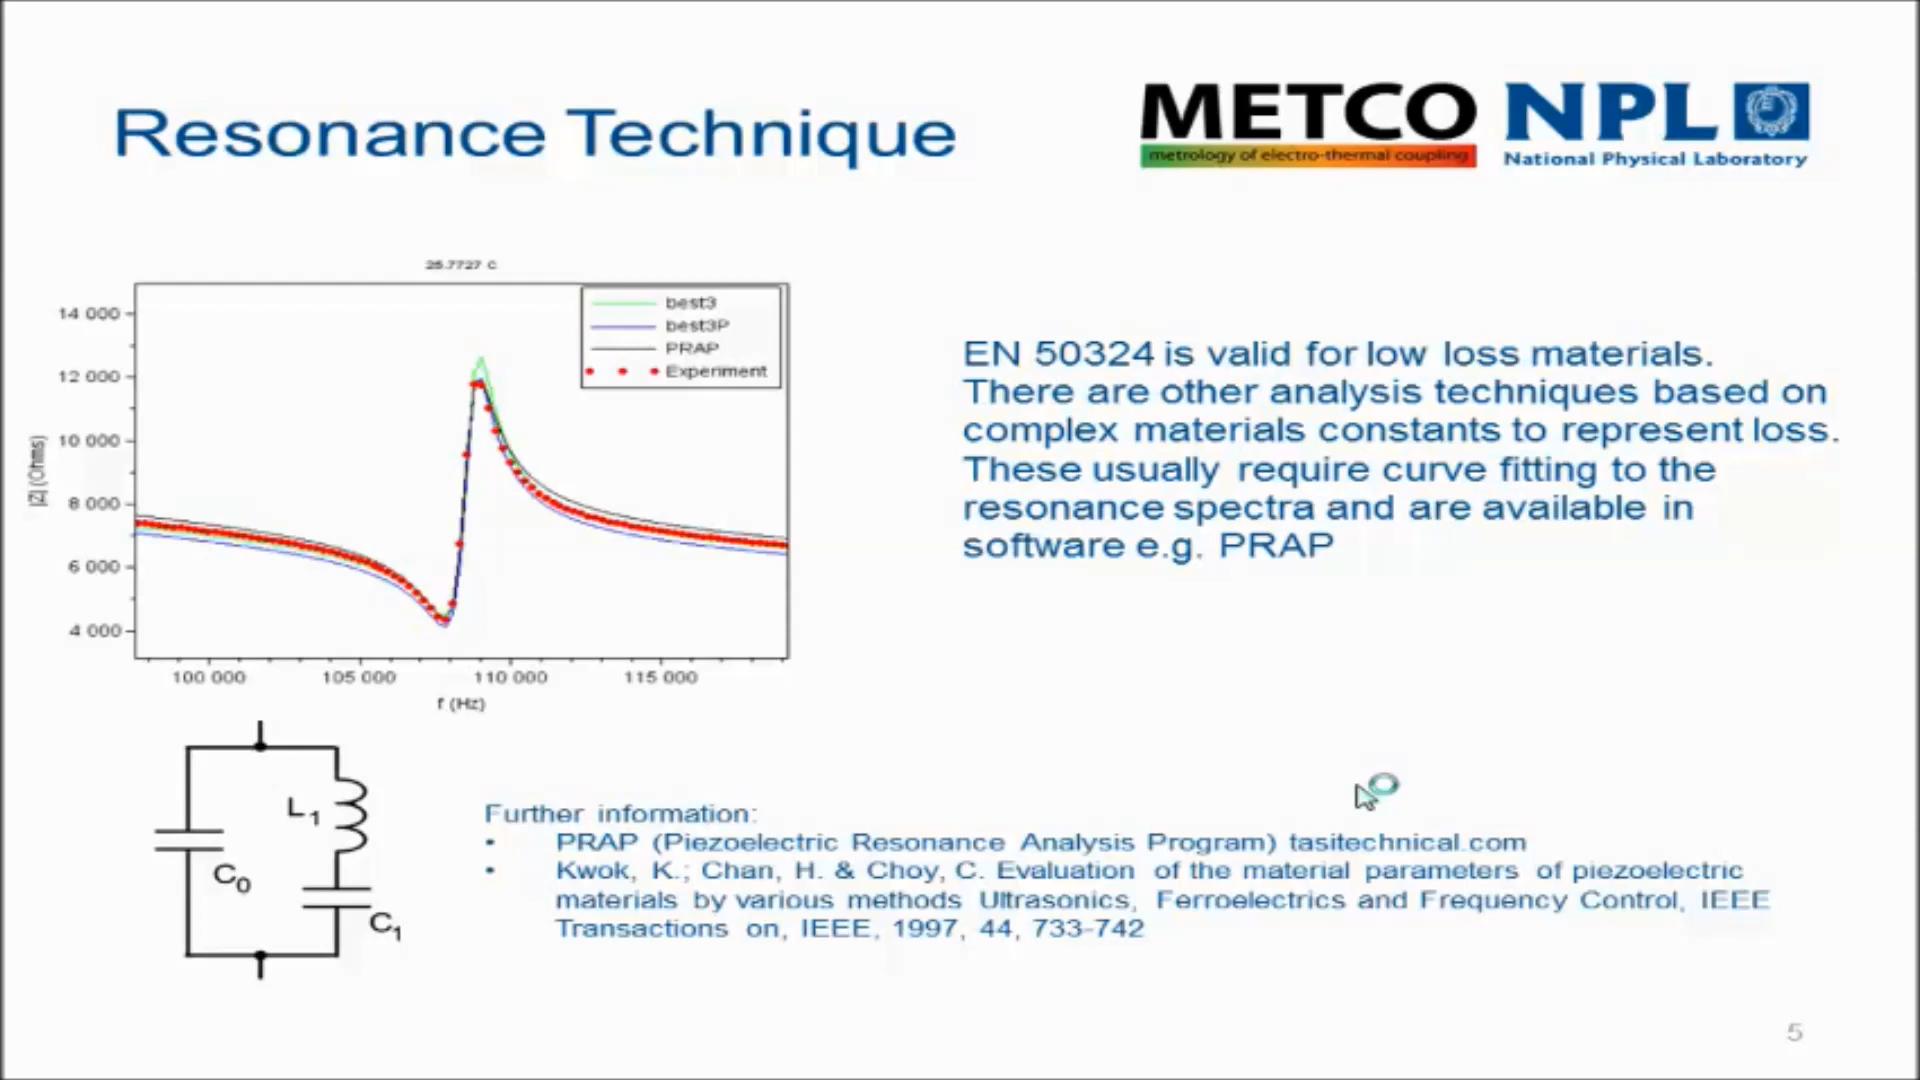 Resonance Technique
METCO
metrology of electro-thermal coupling
NPL
National Physical Laboratory
25.7727 C
best3
best3P
PRAP
Experiment
14 000
12 000
10 000
8 000
6 000
4 000
|Z| (Ohms)
100 000 105 000 110 000 115 000
f (Hz)
EN 50324 is valid for low loss materials.
There are other analysis techniques based on
complex materials constants to represent loss.
These usually require curve fitting to the
resonance spectra and are available in
software e.g. PRAP
L1
C0
C1
Further information:
• PRAP (Piezoelectric Resonance Analysis Program) tasitechnical.com
• Kwok, K.; Chan, H. & Choy, C. Evaluation of the material parameters of piezoelectric
materials by various methods Ultrasonics, Ferroelectrics and Frequency Control, IEEE
Transactions on, IEEE, 1997, 44, 733-742
5